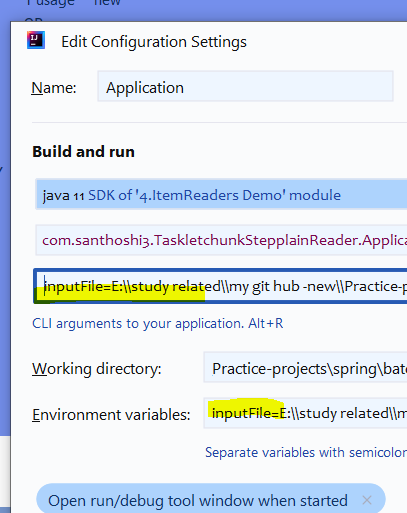 usage new
IJ
Edit Configuration Settings
Name: Application
Build and run
java 11 SDK of '4.ItemReaders Demo' module
com.santhoshi3.TaskletchunkStepplainReader.Applica
inputFile=E:\\study related\\my git hub -new\\Practice-p
CLI arguments to your application. Alt+R
Working directory: Practice-projects\spring\bat
Environment variables: inputFile=E:\\study related\\m
Separate variables with semicolon
Open run/debug tool window when started ×